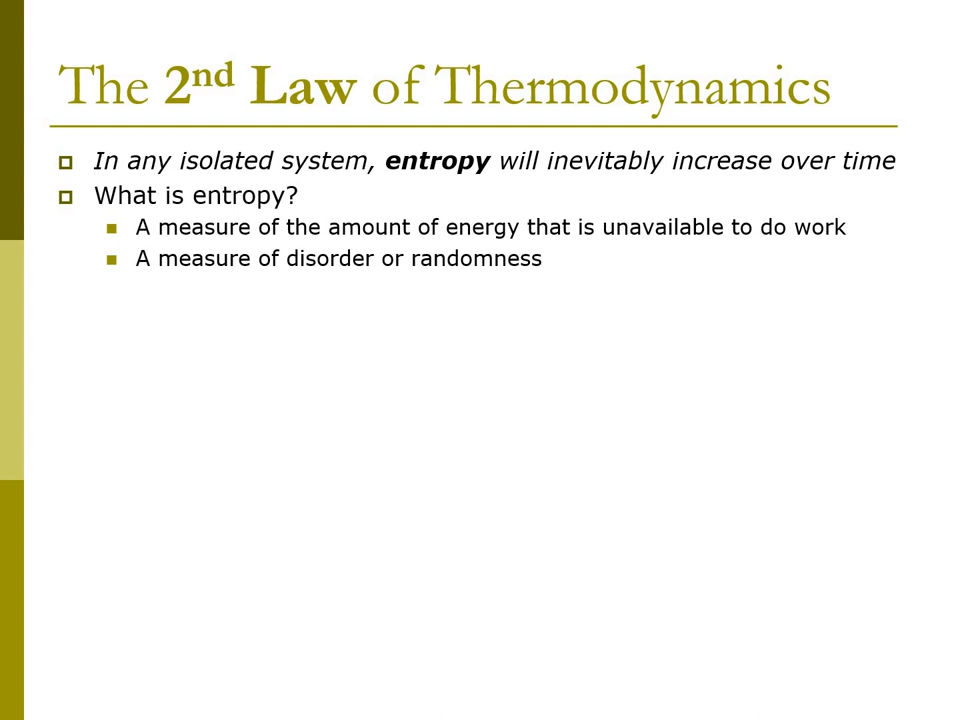 The 2nd Law of Thermodynamics
In any isolated system, entropy will inevitably increase over time
What is entropy?
A measure of the amount of energy that is unavailable to do work
A measure of disorder or randomness